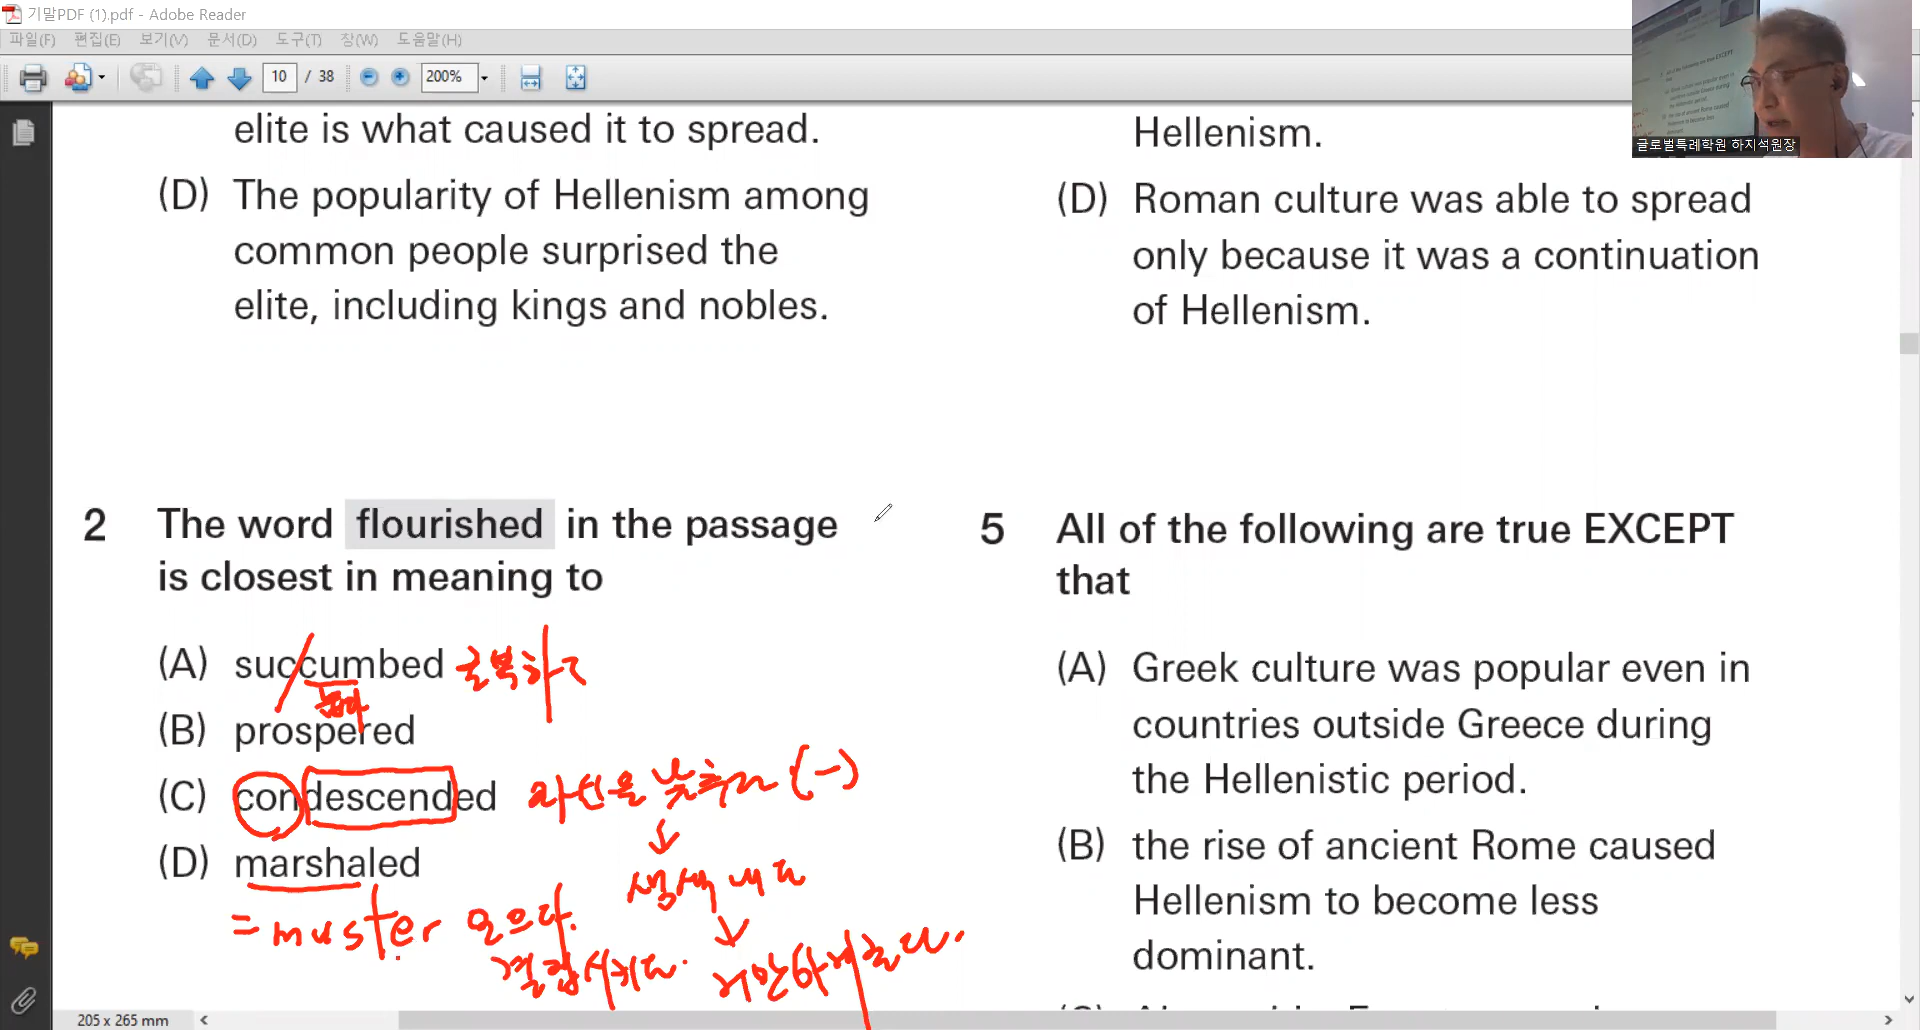 기말PDF (1).pdf - Adobe Reader
파일(F) 편집(E) 보기(V) 문서(D) 도구(T) 창(W) 도움말(H)
10 / 38 200%
글로벌특례학원 하지석원장
elite is what caused it to spread.
(D) The popularity of Hellenism among
common people surprised the
elite, including kings and nobles.
2 The word flourished in the passage
is closest in meaning to
(A) succumbed 굴복하다
눕다
(B) prospered
(C) condescended 자신을 낮추다 (-)
생색내다
거만하게굴다.
(D) marshaled
= muster 모으다.
결합시키다.
Hellenism.
(D) Roman culture was able to spread
only because it was a continuation
of Hellenism.
5 All of the following are true EXCEPT
that
(A) Greek culture was popular even in
countries outside Greece during
the Hellenistic period.
(B) the rise of ancient Rome caused
Hellenism to become less
dominant.
205 x 265 mm